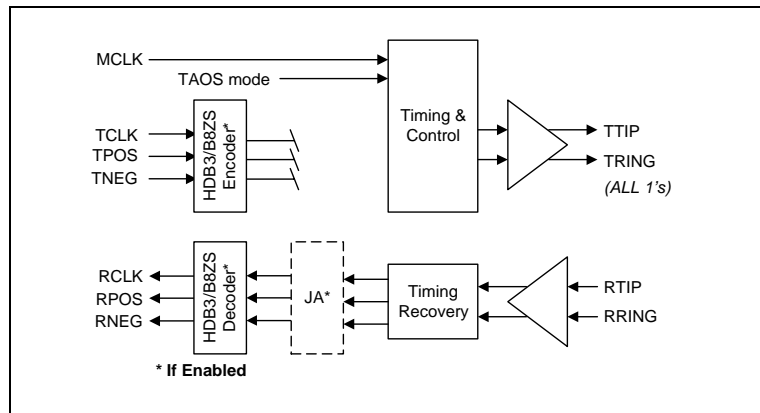 MCLK
TAOS mode
TCLK
TPOS
TNEG
HDB3/B8ZS
Encoder*
Timing &
Control
TTIP
TRING
(ALL 1's)
RCLK
RPOS
RNEG
HDB3/B8ZS
Decoder*
JA*
Timing
Recovery
RTIP
RRING
* If Enabled